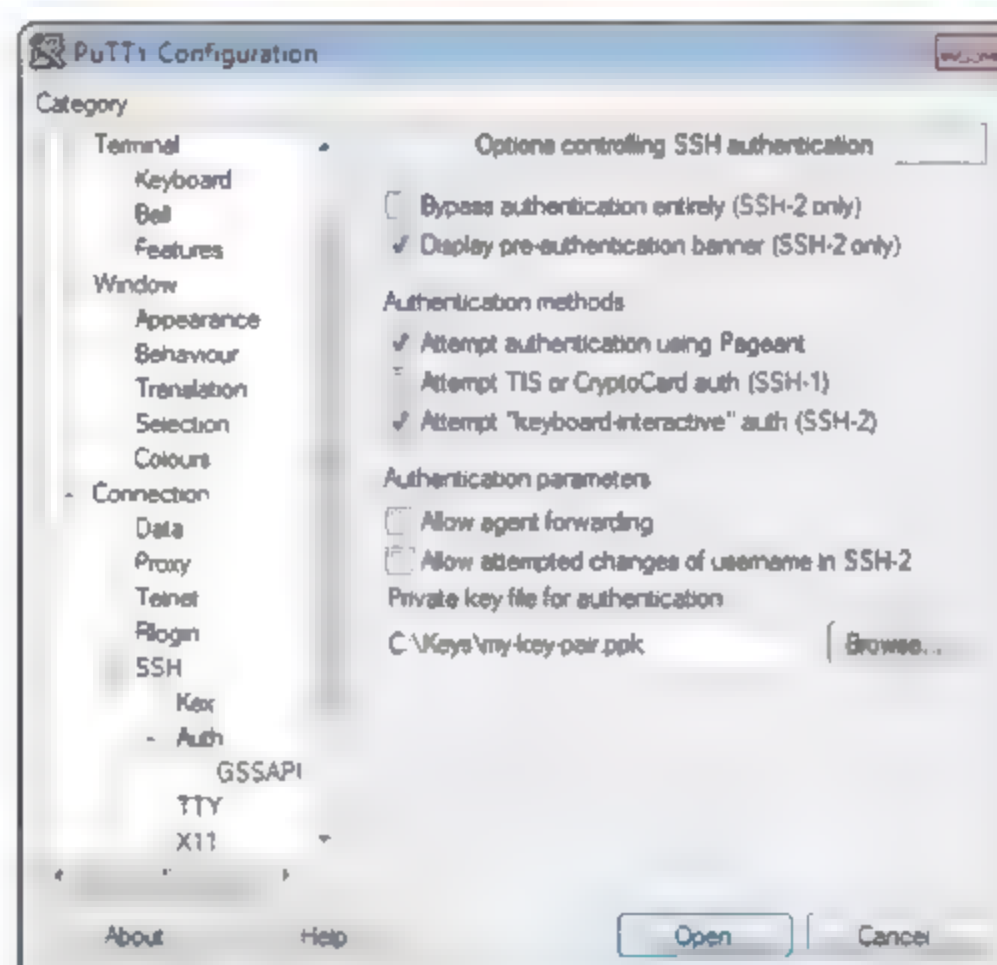 PuTTY Configuration
Category
Terminal
Keyboard
Bell
Features
Window
Appearance
Behaviour
Translation
Selection
Colours
Connection
Data
Proxy
Telnet
Rlogin
SSH
Kex
Auth
GSSAPI
TTY
X11
Options controlling SSH authentication
Bypass authentication entirely (SSH-2 only)
Display pre-authentication banner (SSH-2 only)
Authentication methods
Attempt authentication using Pageant
Attempt TIS or CryptoCard auth (SSH-1)
Attempt "keyboard-interactive" auth (SSH-2)
Authentication parameters
Allow agent forwarding
Allow attempted changes of username in SSH-2
Private key file for authentication
C:\Keys\my-key-pair.ppk
Browse...
About
Help
Open
Cancel